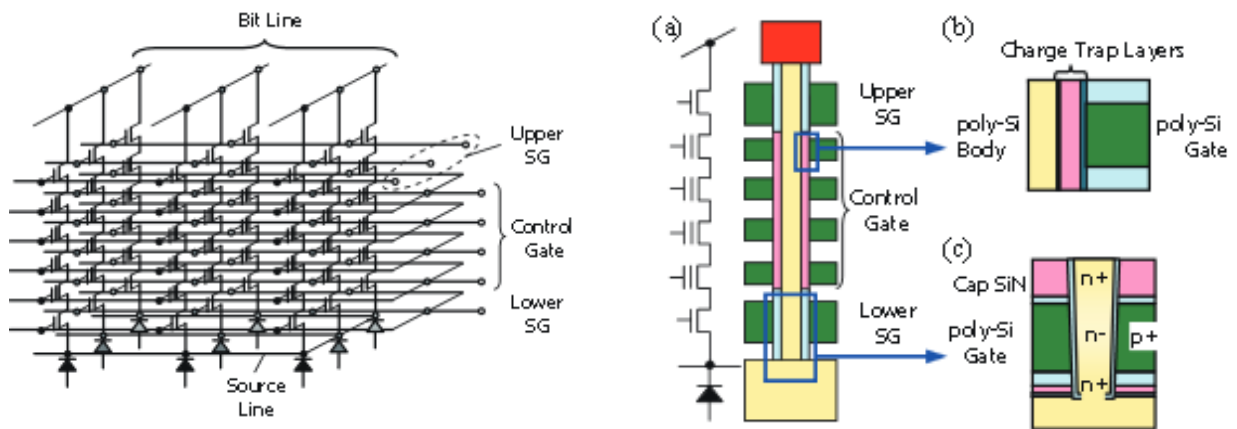 Bit Line
Upper
SG
Control
Gate
Lower
SG
Source
Line
(a)
Upper
SG
Control
Gate
Lower
SG
(b)
Charge Trap Layers
poly-Si
Body
poly-Si
Gate
(c)
Cap SiN
poly-Si
Gate
n+
n-
p+
n+